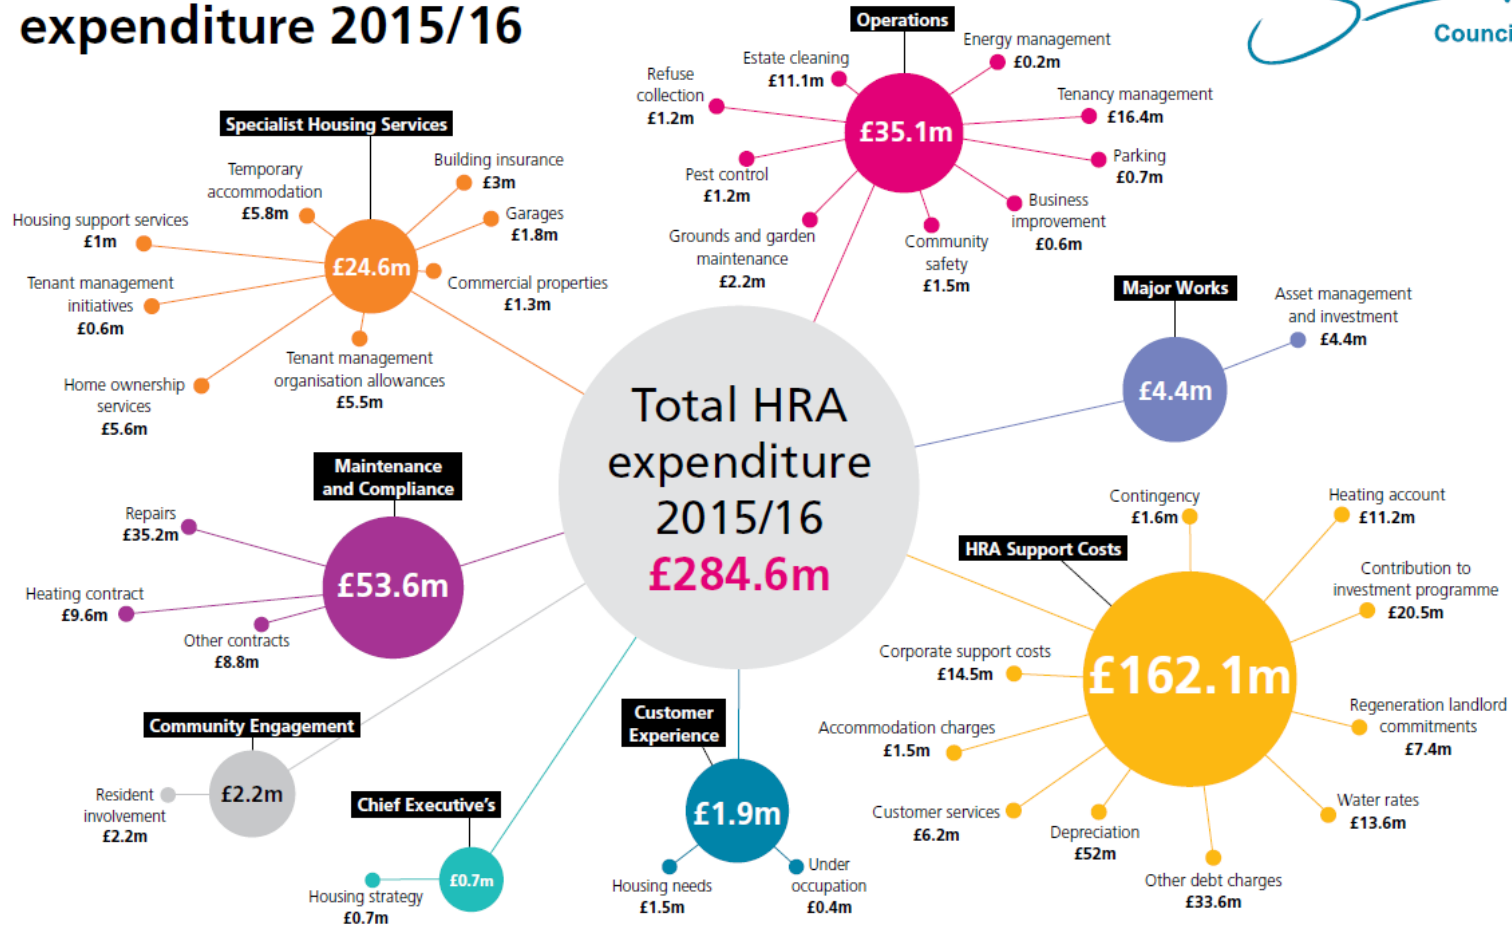 expenditure 2015/16
Counci
Operations
Energy management
£0.2m
Estate cleaning
£11.1m
Refuse
collection
£1.2m
Tenancy management
£16.4m
£35.1m
Parking
£0.7m
Pest control
£1.2m
Business
improvement
£0.6m
Grounds and garden
maintenance
£2.2m
Community
safety
£1.5m
Specialist Housing Services
Building insurance
£3m
Temporary
accommodation
£5.8m
Garages
£1.8m
Housing support services
£1m
£24.6m
Commercial properties
£1.3m
Tenant management
initiatives
£0.6m
Tenant management
organisation allowances
£5.5m
Home ownership
services
£5.6m
Major Works
Asset management
and investment
£4.4m
£4.4m
Total HRA
expenditure
2015/16
£284.6m
Maintenance
and Compliance
Repairs
£35.2m
£53.6m
Heating contract
£9.6m
Other contracts
£8.8m
HRA Support Costs
Contingency
£1.6m
Heating account
£11.2m
Contribution to
investment programme
£20.5m
Corporate support costs
£14.5m
£162.1m
Accommodation charges
£1.5m
Regeneration landlord
commitments
£7.4m
Customer services
£6.2m
Depreciation
£52m
Water rates
£13.6m
Other debt charges
£33.6m
Community Engagement
£2.2m
Resident
involvement
£2.2m
Chief Executive's
£0.7m
Housing strategy
£0.7m
Customer
Experience
£1.9m
Housing needs
£1.5m
Under
occupation
£0.4m